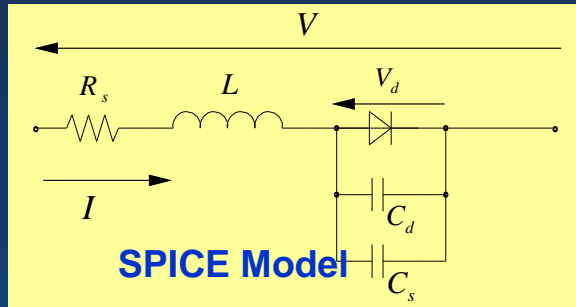 V
R_s
L
V_d
I
C_d
SPICE Model
C_s